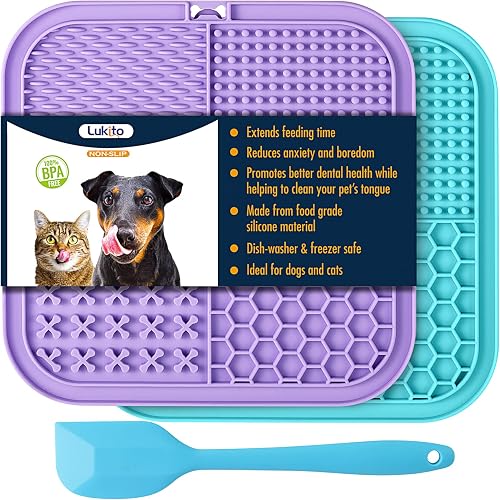 Lukito
NON-SLIP
100%
BPA
FREE
Extends feeding time
Reduces anxiety and boredom
Promotes better dental health while
helping to clean your pet's tongue
Made from food grade
silicone material
Dish-washer & freezer safe
Ideal for dogs and cats